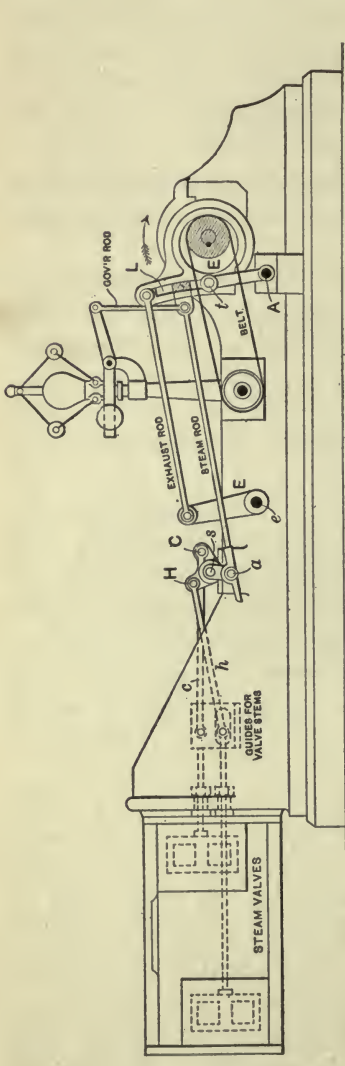 GOV'R ROD
L
EXHAUST ROD
STEAM ROD
E
t
BELT
A
E
e
C
H
s
a
c
h
GUIDES FOR
VALVE STEMS
STEAM VALVES